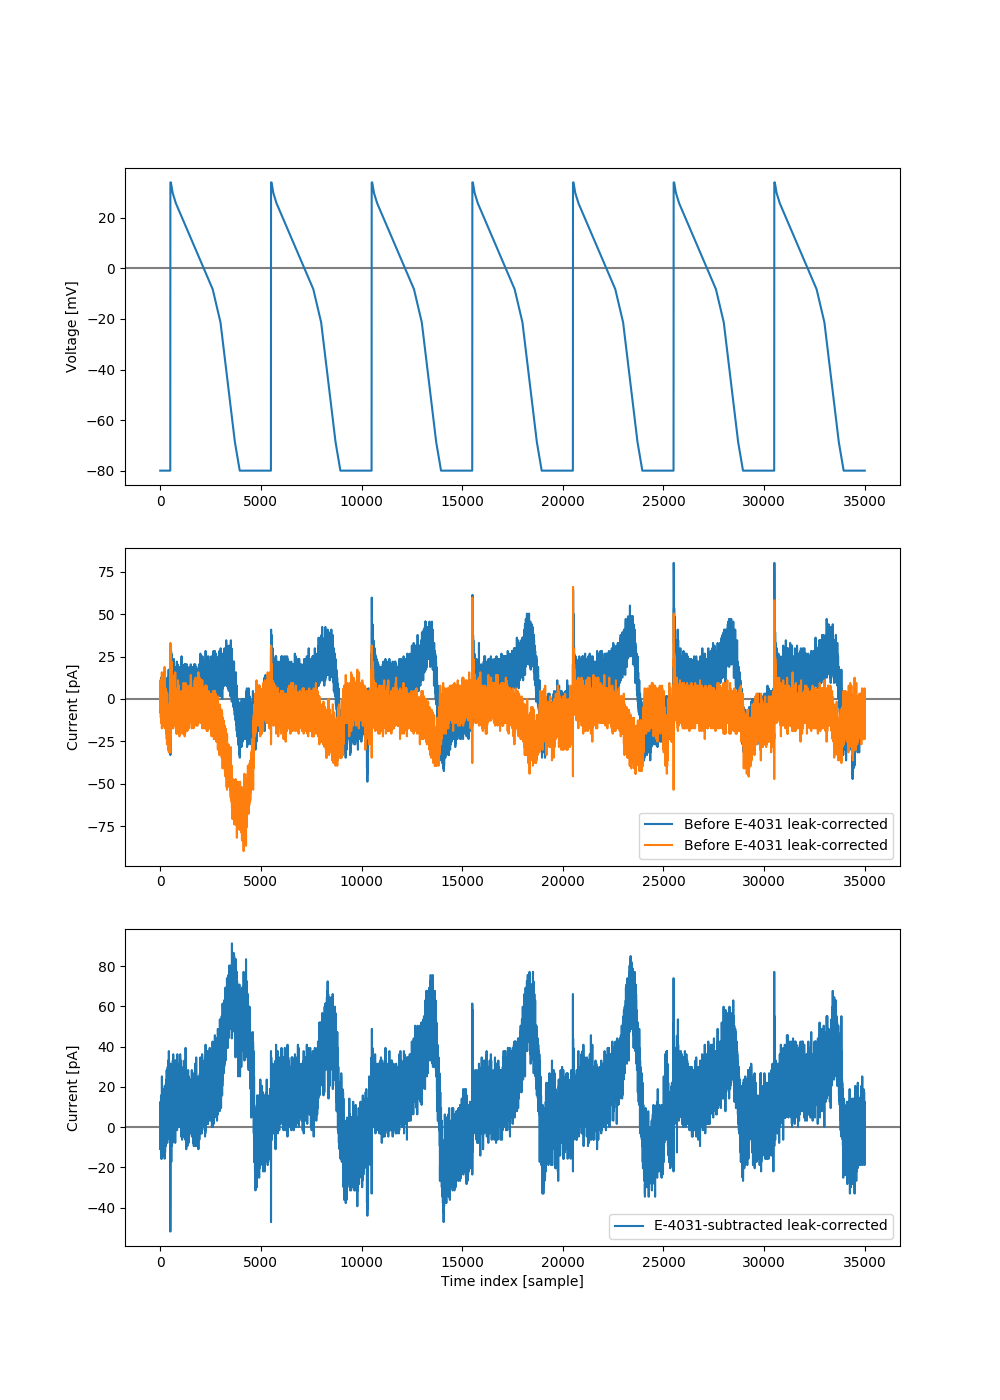 Voltage [mV]
20
0
−20
−40
−60
−80
0 5000 10000 15000 20000 25000 30000 35000
Current [pA]
75
50
25
0
−25
−50
−75
Before E-4031 leak-corrected
Before E-4031 leak-corrected
0 5000 10000 15000 20000 25000 30000 35000
Current [pA]
80
60
40
20
0
−20
−40
E-4031-subtracted leak-corrected
0 5000 10000 15000 20000 25000 30000 35000
Time index [sample]